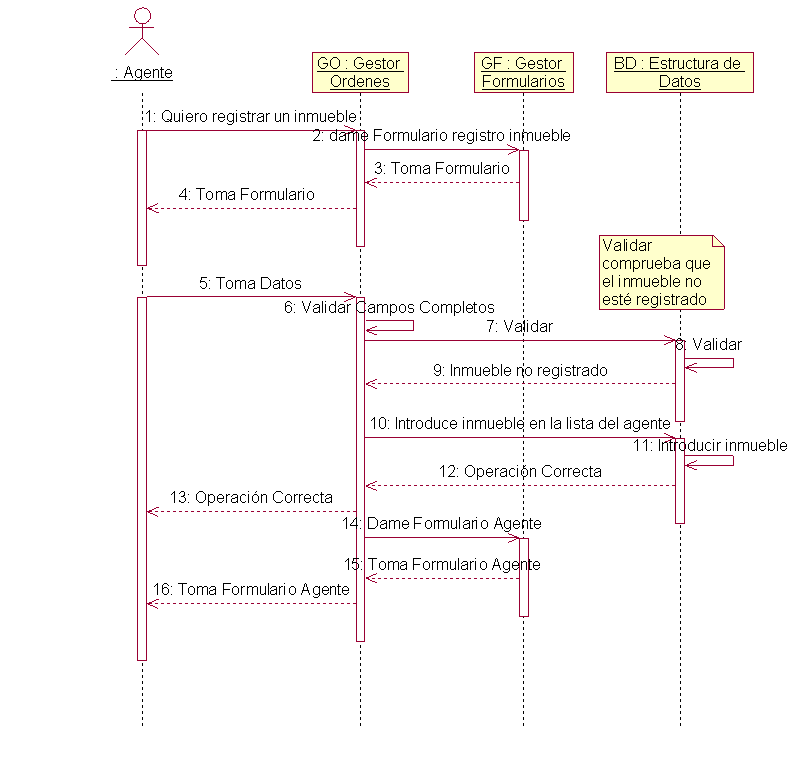 : Agente
GO : Gestor
Ordenes
GF : Gestor
Formularios
BD : Estructura de
Datos
1: Quiero registrar un inmueble
2: dame Formulario registro inmueble
3: Toma Formulario
4: Toma Formulario
Validar
comprueba que
el inmueble no
esté registrado
5: Toma Datos
6: Validar Campos Completos
7: Validar
8: Validar
9: Inmueble no registrado
10: Introduce inmueble en la lista del agente
11: Introducir inmueble
12: Operación Correcta
13: Operación Correcta
14: Dame Formulario Agente
15: Toma Formulario Agente
16: Toma Formulario Agente